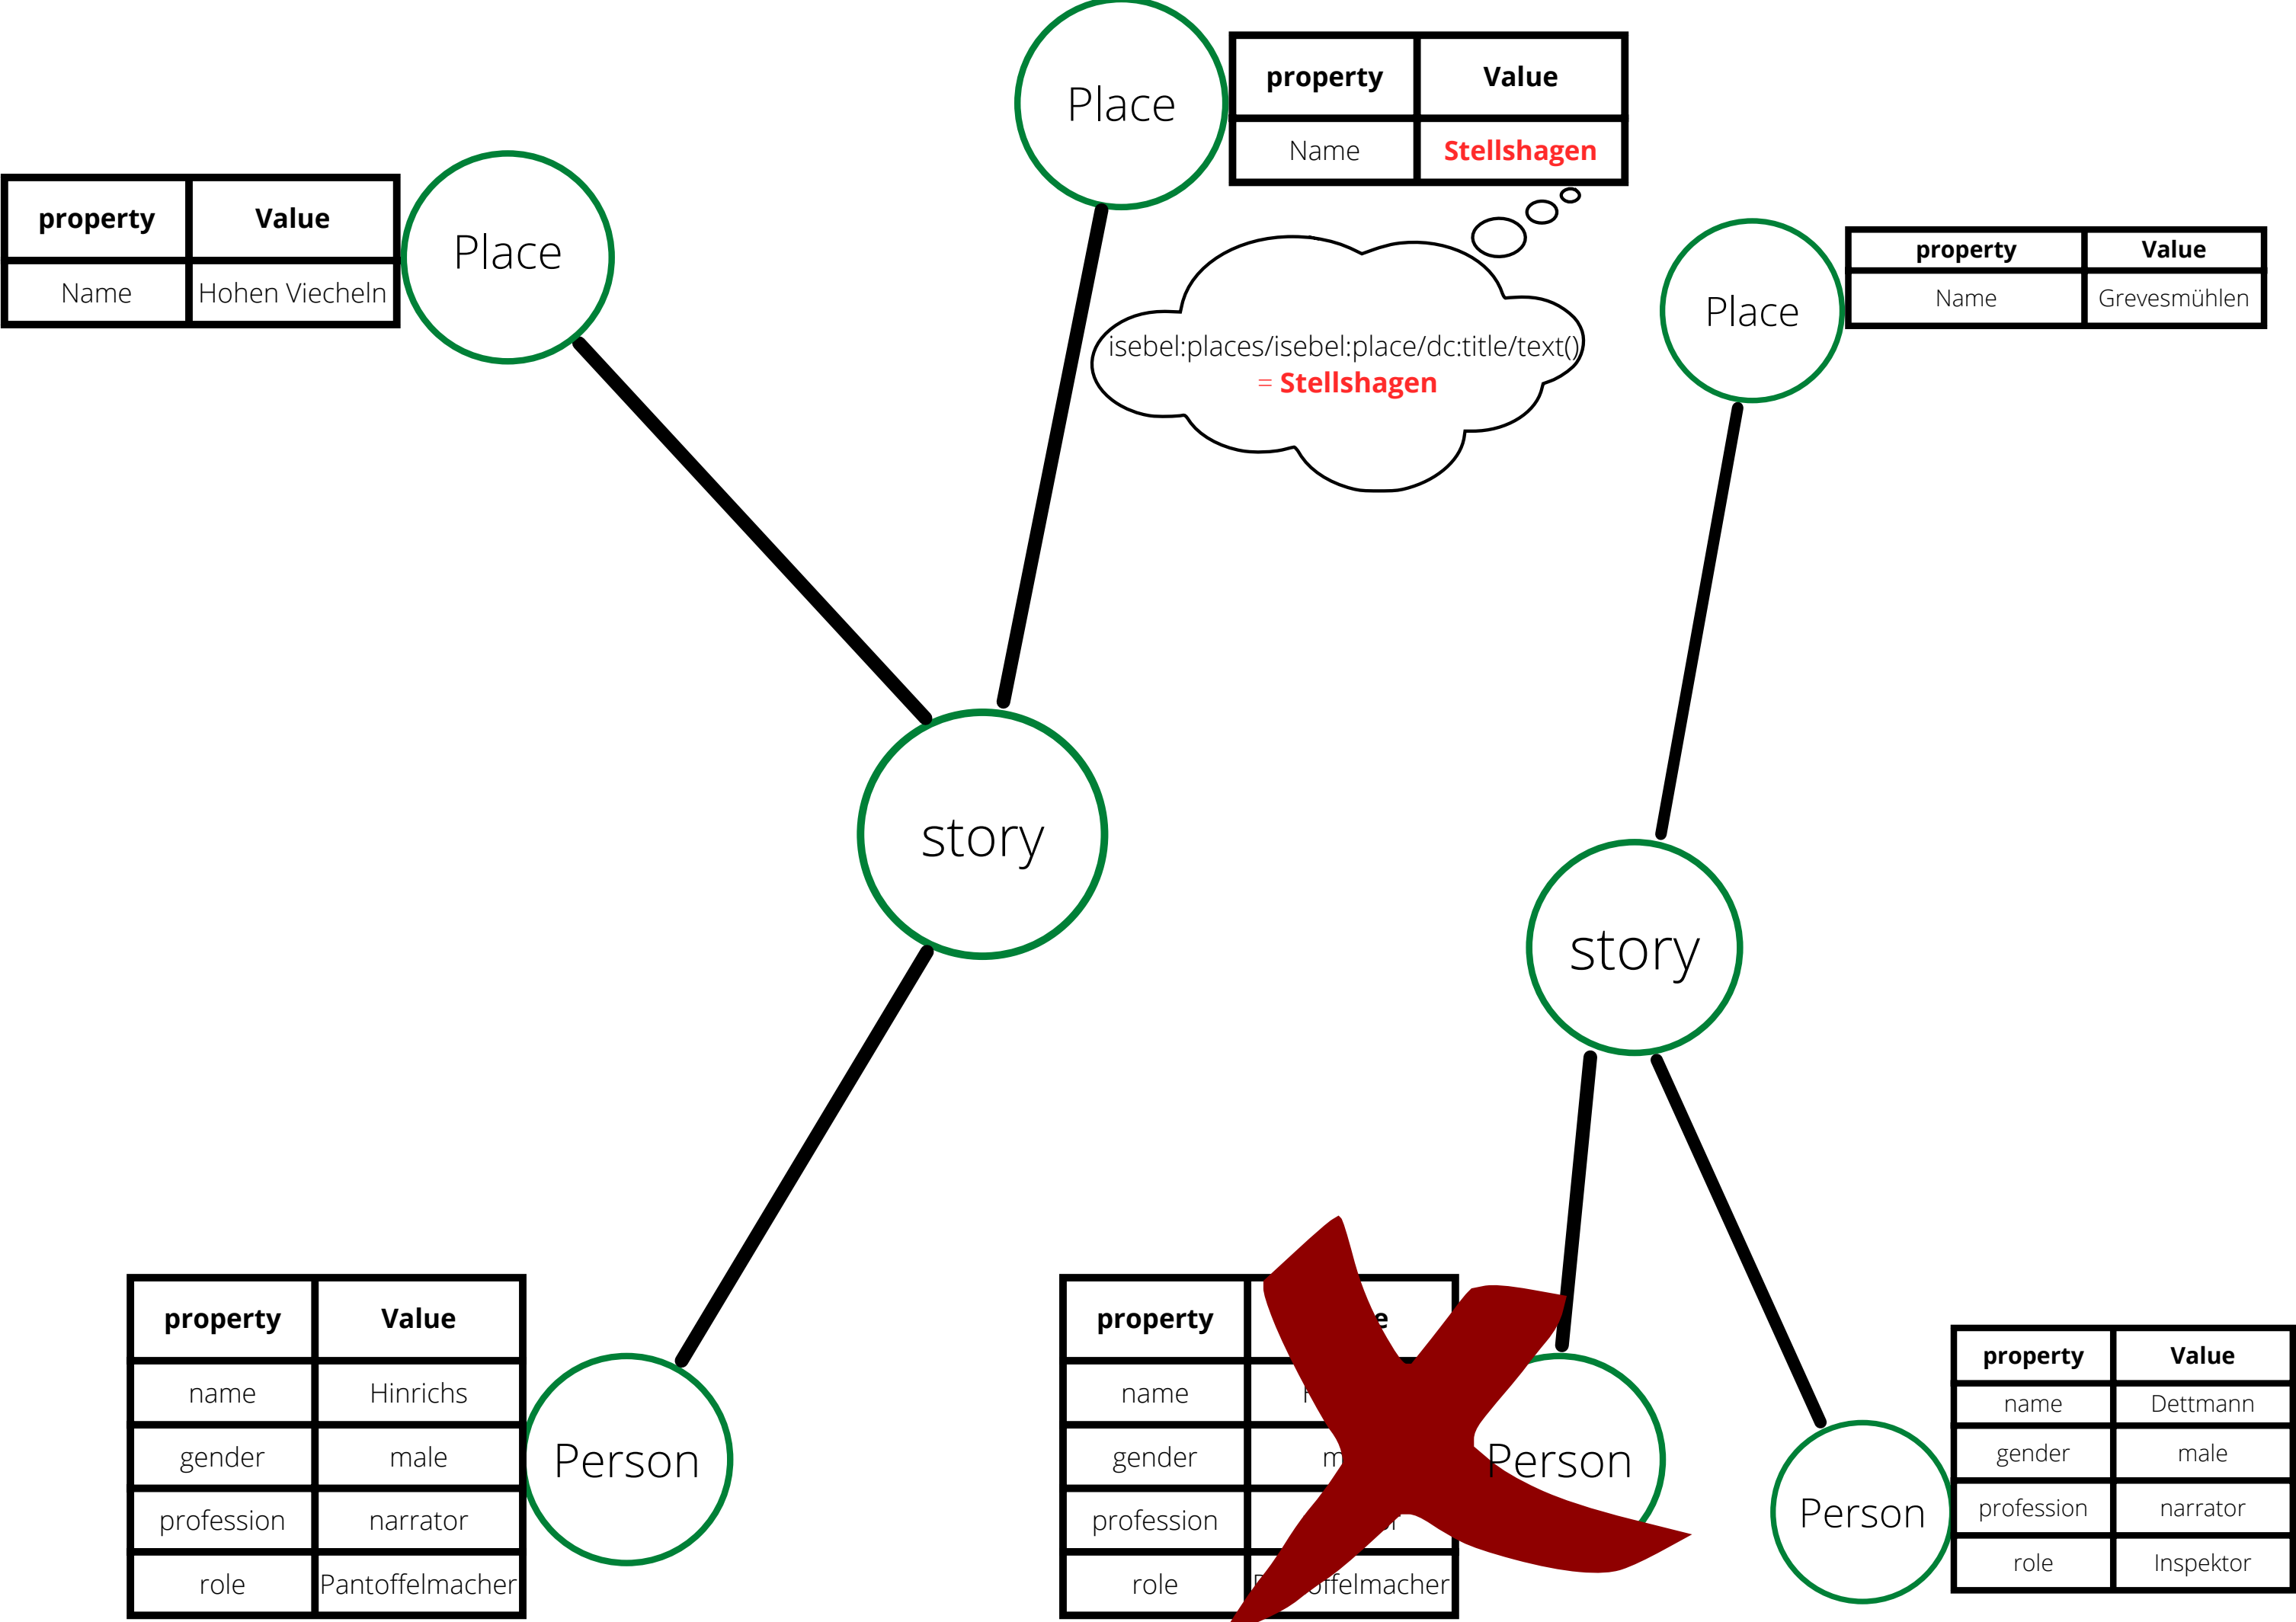 Place
property Value
Name Stellshagen
Place
property Value
Name Hohen Viecheln
isebel:places/isebel:place/dc:title/text()
= Stellshagen
Place
property Value
Name Grevesmühlen
story
story
property Value
name Hinrichs
gender male
profession narrator
role Pantoffelmacher
Person
property
name
gender
profession
role
Person
property Value
name Dettmann
gender male
profession narrator
role Inspektor
Person